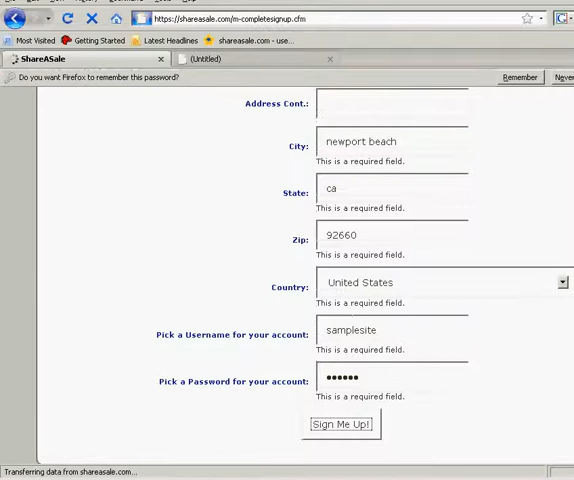 https://shareasale.com/m-completesignup.cfm
Most Visited Getting Started Latest Headlines shareasale.com - use...
ShareASale (Untitled)
Do you want Firefox to remember this password? Remember Never
Address Cont.:
City: newport beach
This is a required field.
State: ca
This is a required field.
Zip: 92660
This is a required field.
Country: United States
This is a required field.
Pick a Username for your account: samplesite
This is a required field.
Pick a Password for your account: ••••••
This is a required field.
Sign Me Up!
Transferring data from shareasale.com...